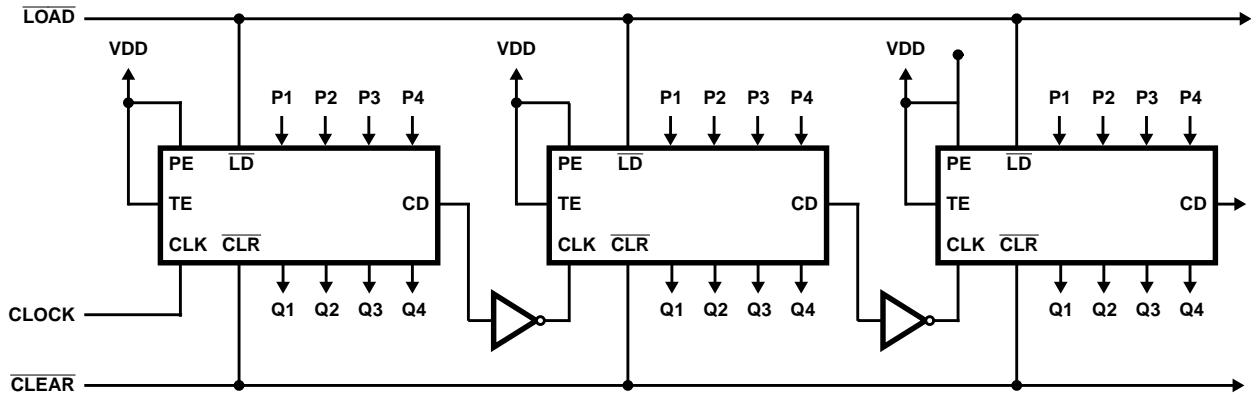 LOAD
VDD VDD VDD
P1 P2 P3 P4 P1 P2 P3 P4 P1 P2 P3 P4
PE LD PE LD PE LD
TE CD TE CD TE CD
CLK CLR CLK CLR CLK CLR
CLOCK Q1 Q2 Q3 Q4 Q1 Q2 Q3 Q4 Q1 Q2 Q3 Q4
CLEAR